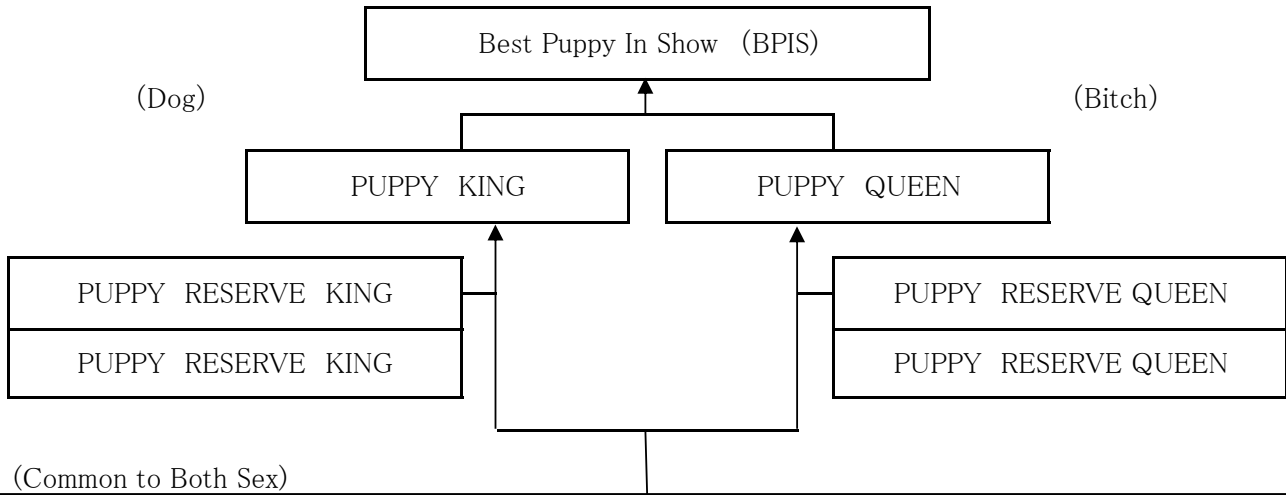 Best Puppy In Show (BPIS)
(Dog) (Bitch)
PUPPY KING PUPPY QUEEN
PUPPY RESERVE KING PUPPY RESERVE QUEEN
PUPPY RESERVE KING PUPPY RESERVE QUEEN
(Common to Both Sex)